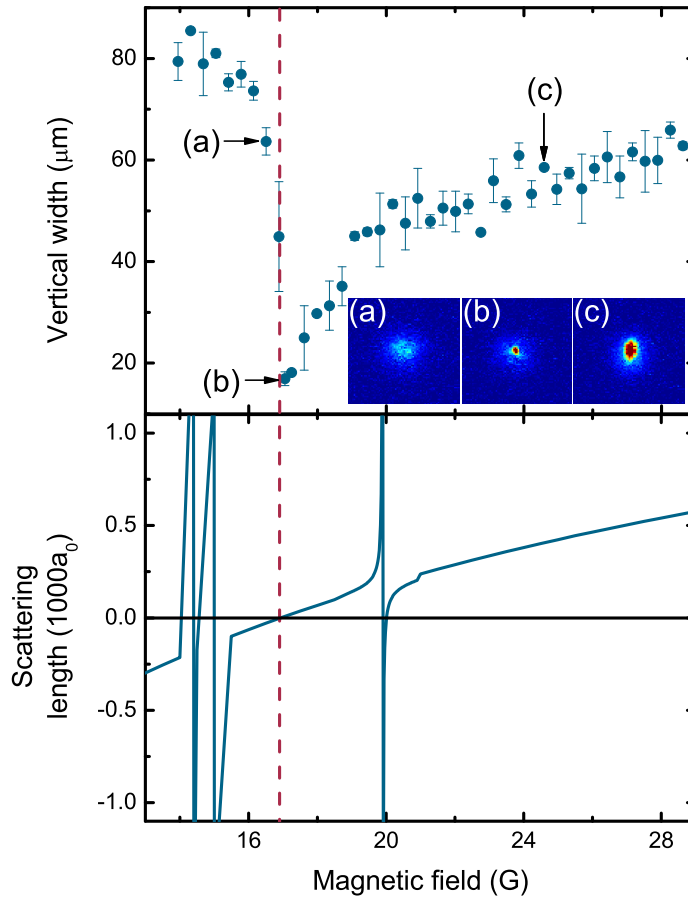 80
60
40
20
Vertical width (μm)
(a)
(b)
(c)
(a)
(b)
(c)
1.0
0.5
0.0
-0.5
-1.0
Scattering
length (1000a₀)
16
20
24
28
Magnetic field (G)